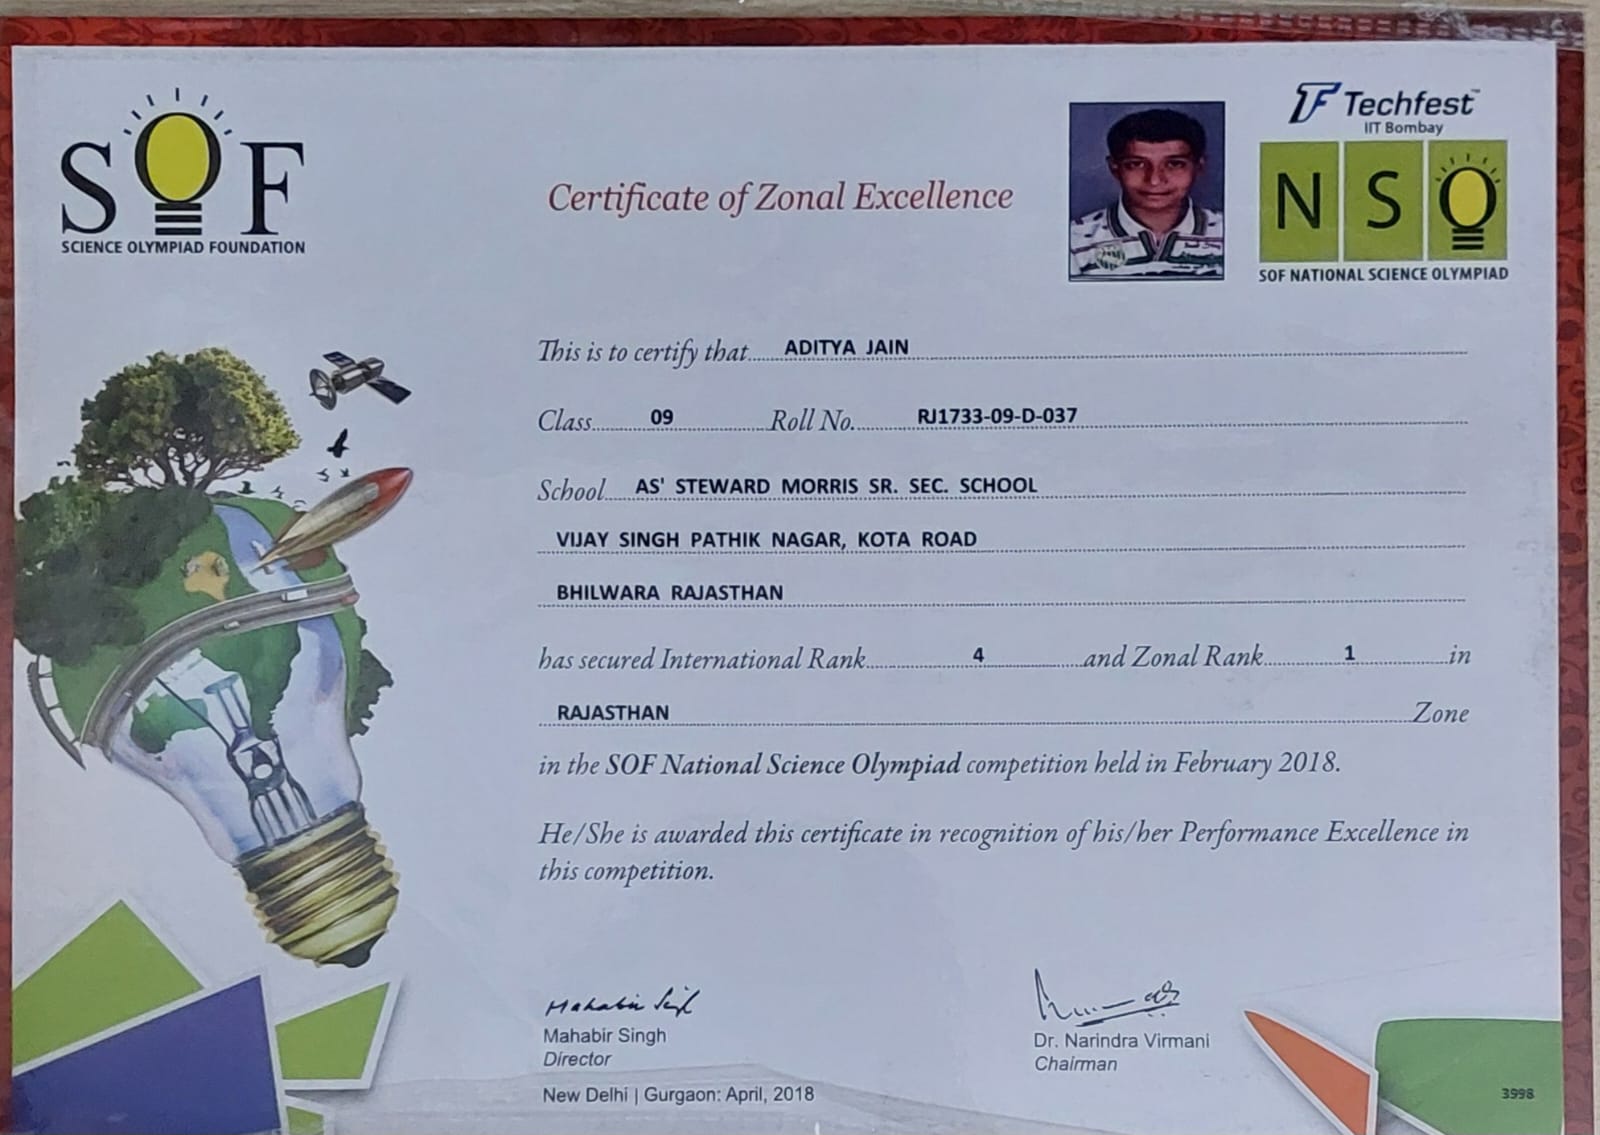 SOF
SCIENCE OLYMPIAD FOUNDATION
Certificate of Zonal Excellence
TF Techfest™
IIT Bombay
NSO
SOF NATIONAL SCIENCE OLYMPIAD
This is to certify that ADITYA JAIN
Class 09 Roll No. RJ1733-09-D-037
School AS' STEWARD MORRIS SR. SEC. SCHOOL
VIJAY SINGH PATHIK NAGAR, KOTA ROAD
BHILWARA RAJASTHAN
has secured International Rank 4 and Zonal Rank 1 in
RAJASTHAN Zone
in the SOF National Science Olympiad competition held in February 2018.
He/She is awarded this certificate in recognition of his/her Performance Excellence in
this competition.
Mahabir Singh
Mahabir Singh
Director
Dr. Narindra Virmani
Chairman
New Delhi | Gurgaon: April, 2018
3998